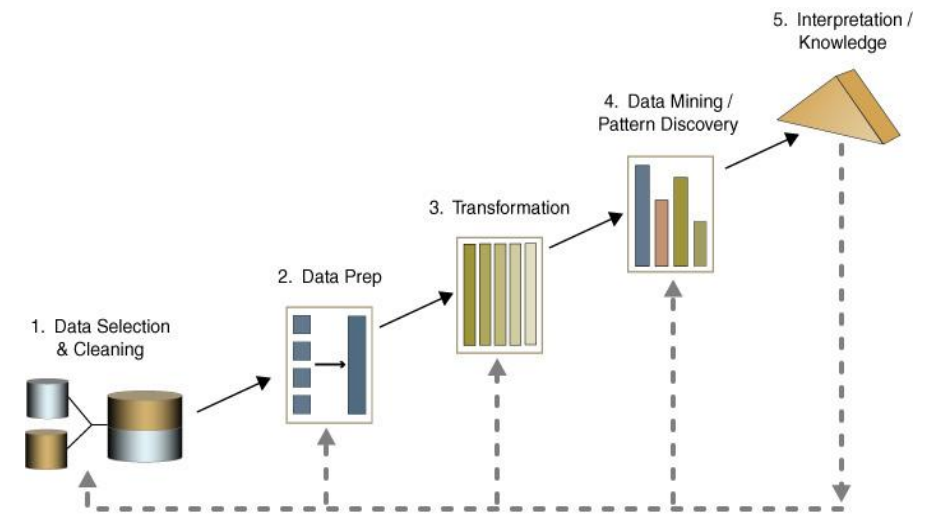 5. Interpretation /
Knowledge
4. Data Mining /
Pattern Discovery
3. Transformation
2. Data Prep
1. Data Selection
& Cleaning